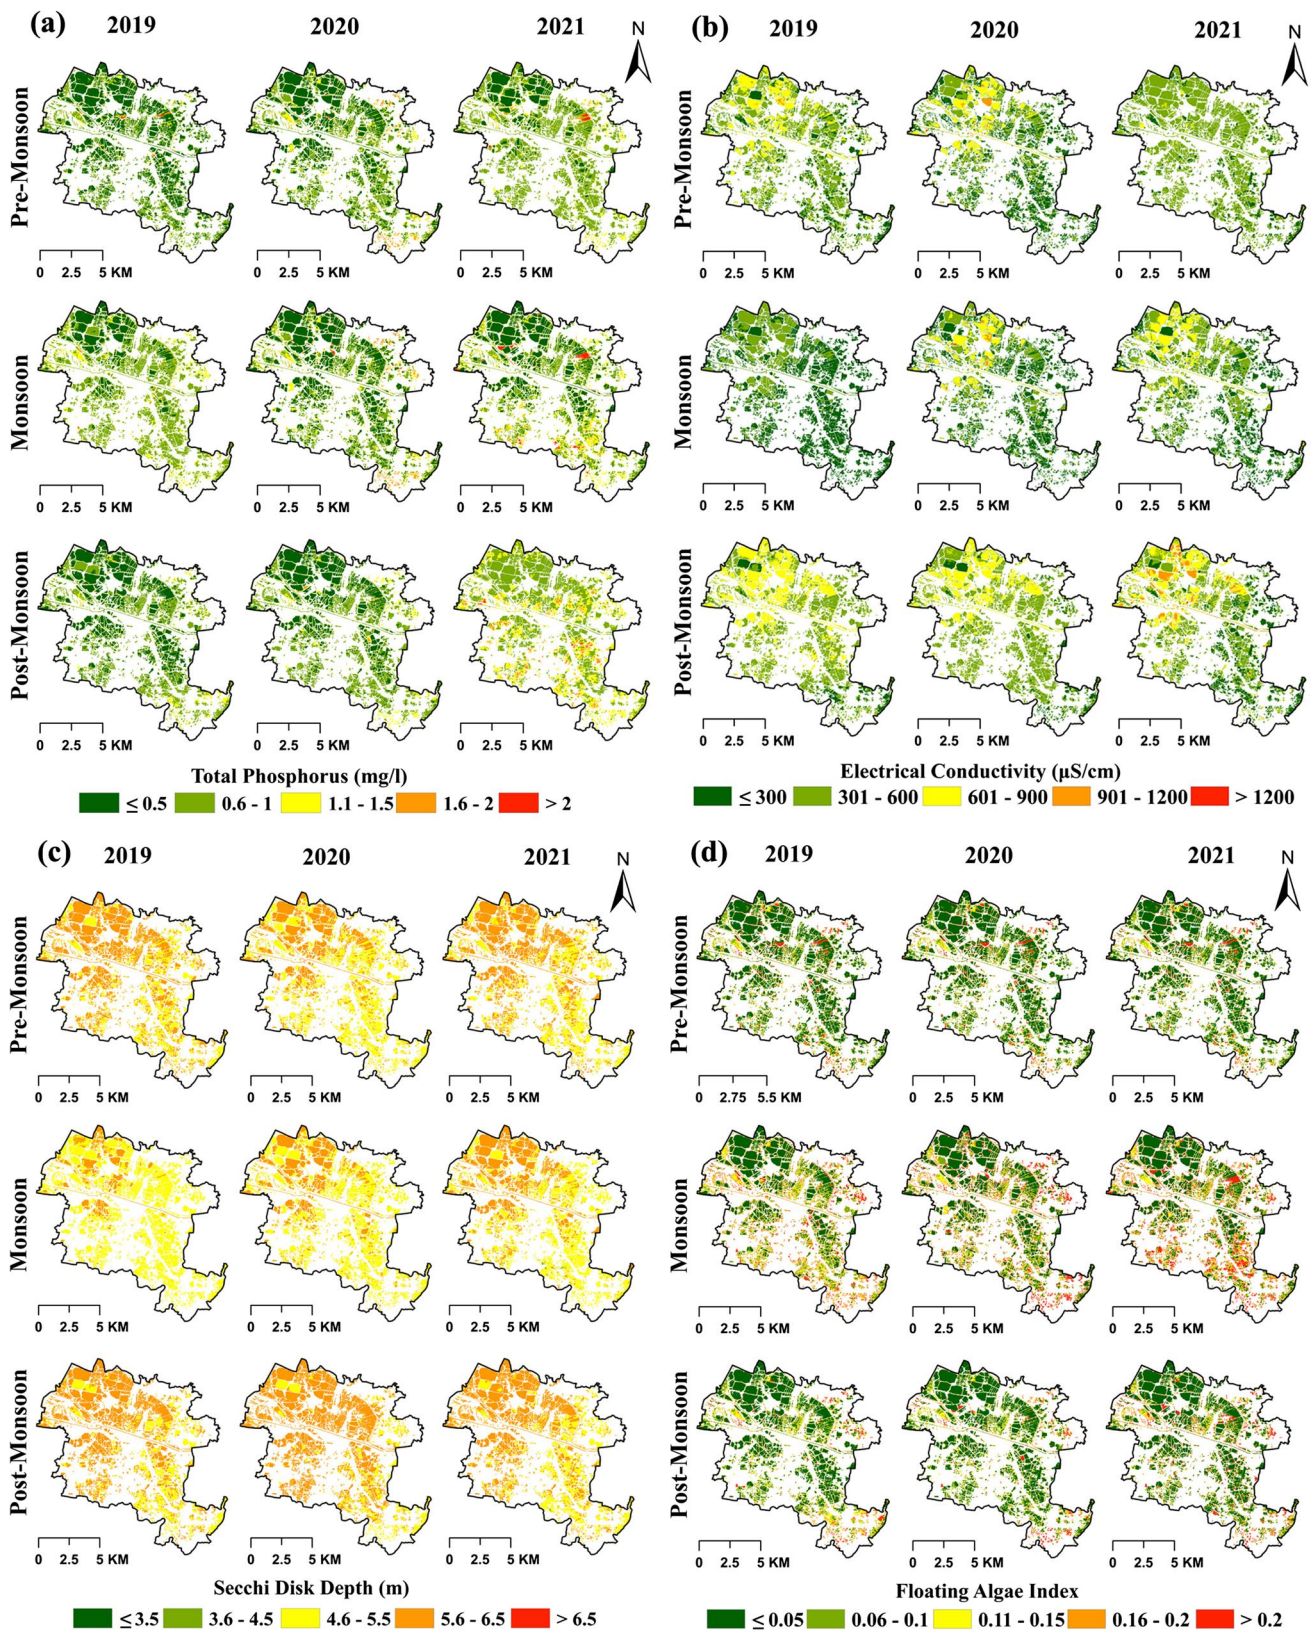 (a) 2019 2020 2021 N
Pre-Monsoon
0 2.5 5 KM 0 2.5 5 KM 0 2.5 5 KM
Monsoon
0 2.5 5 KM 0 2.5 5 KM 0 2.5 5 KM
Post-Monsoon
0 2.5 5 KM 0 2.5 5 KM 0 2.5 5 KM
Total Phosphorus (mg/l)
≤ 0.5 0.6 - 1 1.1 - 1.5 1.6 - 2 > 2
(b) 2019 2020 2021 N
Pre-Monsoon
0 2.5 5 KM 0 2.5 5 KM 0 2.5 5 KM
Monsoon
0 2.5 5 KM 0 2.5 5 KM 0 2.5 5 KM
Post-Monsoon
0 2.5 5 KM 0 2.5 5 KM 0 2.5 5 KM
Electrical Conductivity (µS/cm)
≤ 300 301 - 600 601 - 900 901 - 1200 > 1200
(c) 2019 2020 2021 N
Pre-Monsoon
0 2.5 5 KM 0 2.5 5 KM 0 2.5 5 KM
Monsoon
0 2.5 5 KM 0 2.5 5 KM 0 2.5 5 KM
Post-Monsoon
0 2.5 5 KM 0 2.5 5 KM 0 2.5 5 KM
Secchi Disk Depth (m)
≤ 3.5 3.6 - 4.5 4.6 - 5.5 5.6 - 6.5 > 6.5
(d) 2019 2020 2021 N
Pre-Monsoon
0 2.75 5.5 KM 0 2.5 5 KM 0 2.5 5 KM
Monsoon
0 2.5 5 KM 0 2.5 5 KM 0 2.5 5 KM
Post-Monsoon
0 2.5 5 KM 0 2.5 5 KM 0 2.5 5 KM
Floating Algae Index
≤ 0.05 0.06 - 0.1 0.11 - 0.15 0.16 - 0.2 > 0.2